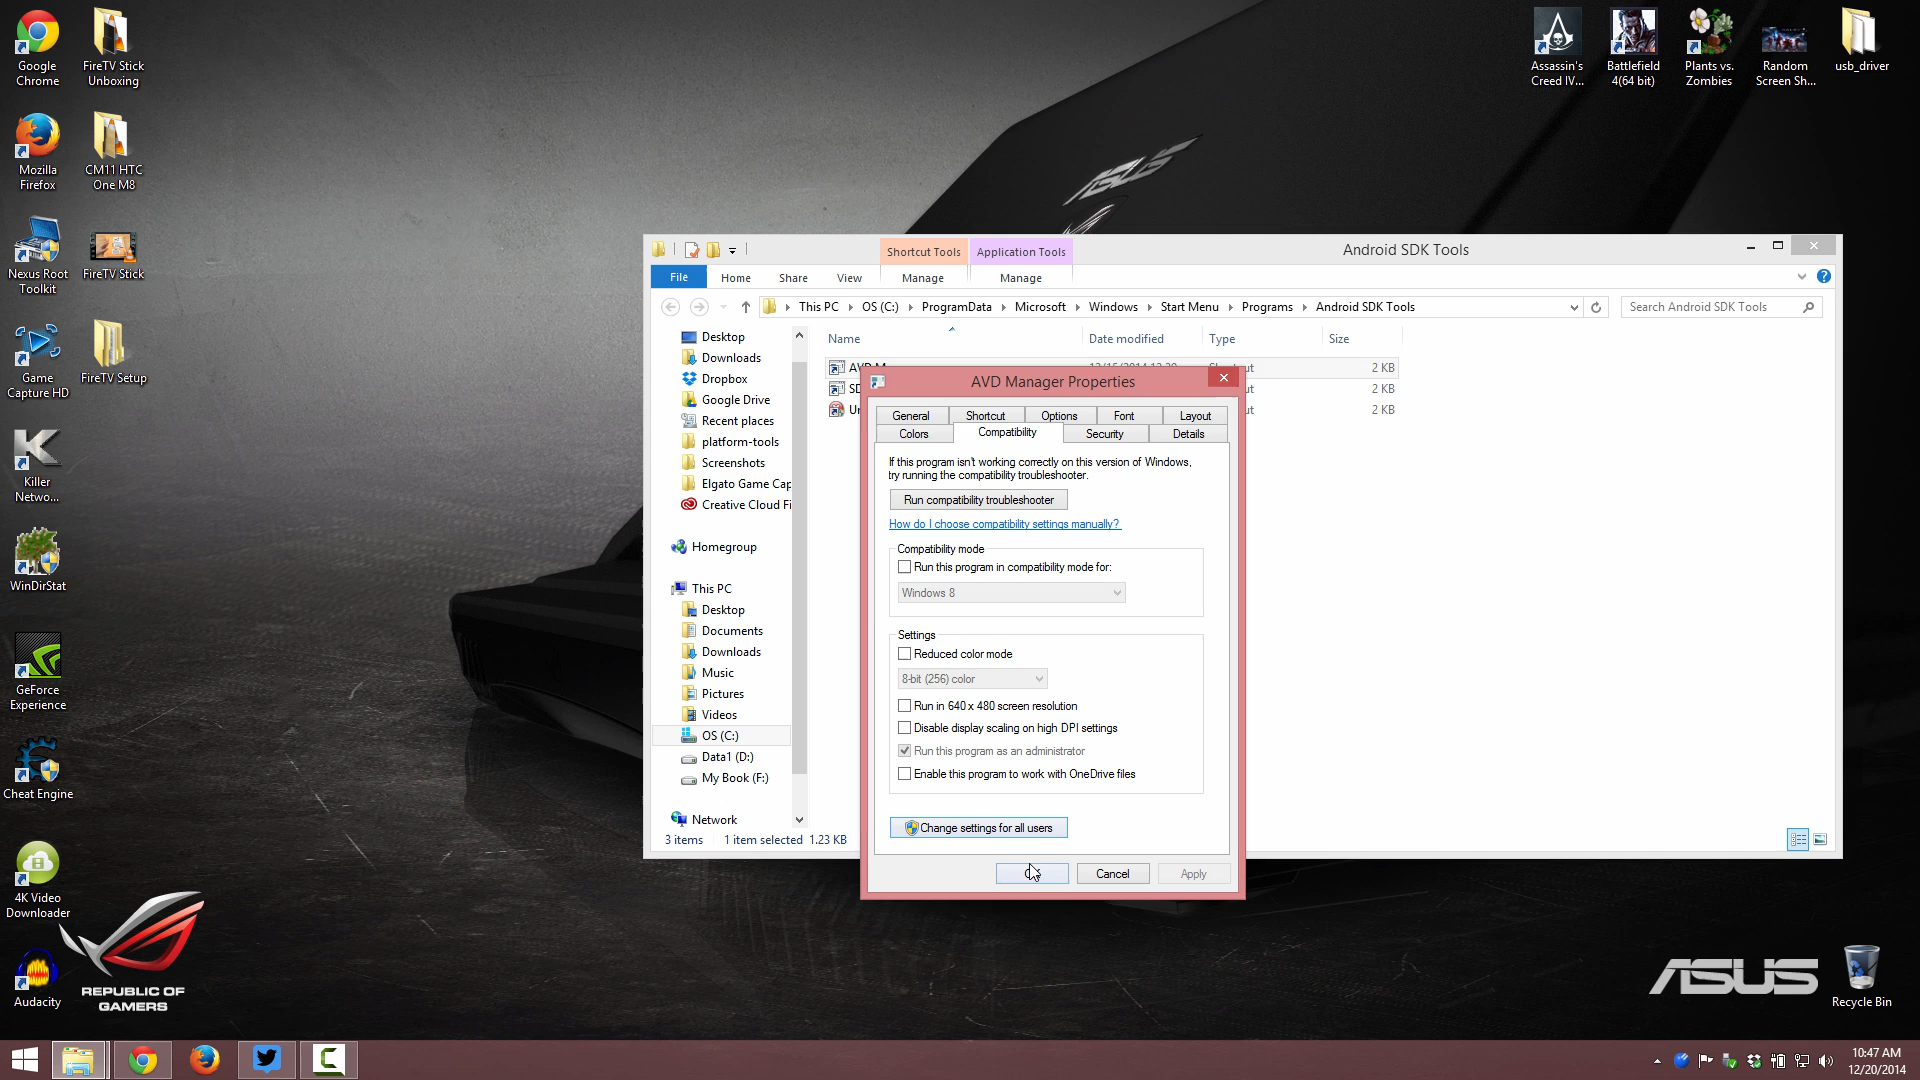 Google
Chrome
FireTV Stick
Unboxing
Mozilla
Firefox
CM11 HTC
One M8
Nexus Root
Toolkit
FireTV Stick
Game
Capture HD
FireTV Setup
Killer
Netwo...
WinDirStat
GeForce
Experience
Cheat Engine
4K Video
Downloader
Audacity
REPUBLIC OF
GAMERS
Assassin's
Creed IV...
Battlefield
4(64 bit)
Plants vs.
Zombies
Random
Screen Sh...
usb_driver
ASUS
Shortcut Tools
Application Tools
Android SDK Tools
File
Home
Share
View
Manage
Manage
This PC
OS (C:)
ProgramData
Microsoft
Windows
Start Menu
Programs
Android SDK Tools
Search Android SDK Tools
Name
Date modified
Type
Size
2 KB
2 KB
2 KB
Desktop
Downloads
Dropbox
Google Drive
Recent places
platform-tools
Screenshots
Elgato Game Cap
Creative Cloud Fi
Homegroup
This PC
Desktop
Documents
Downloads
Music
Pictures
Videos
OS (C:)
Data1 (D:)
My Book (F:)
Network
3 items
1 item selected 1.23 KB
AVD Manager Properties
General
Shortcut
Options
Font
Layout
Colors
Compatibility
Security
Details
If this program isn't working correctly on this version of Windows,
try running the compatibility troubleshooter.
Run compatibility troubleshooter
How do I choose compatibility settings manually?
Compatibility mode
Run this program in compatibility mode for:
Windows 8
Settings
Reduced color mode
8-bit (256) color
Run in 640 x 480 screen resolution
Disable display scaling on high DPI settings
Run this program as an administrator
Enable this program to work with OneDrive files
Change settings for all users
Cancel
Apply
ASUS
Recycle Bin
10:47 AM
12/20/2014